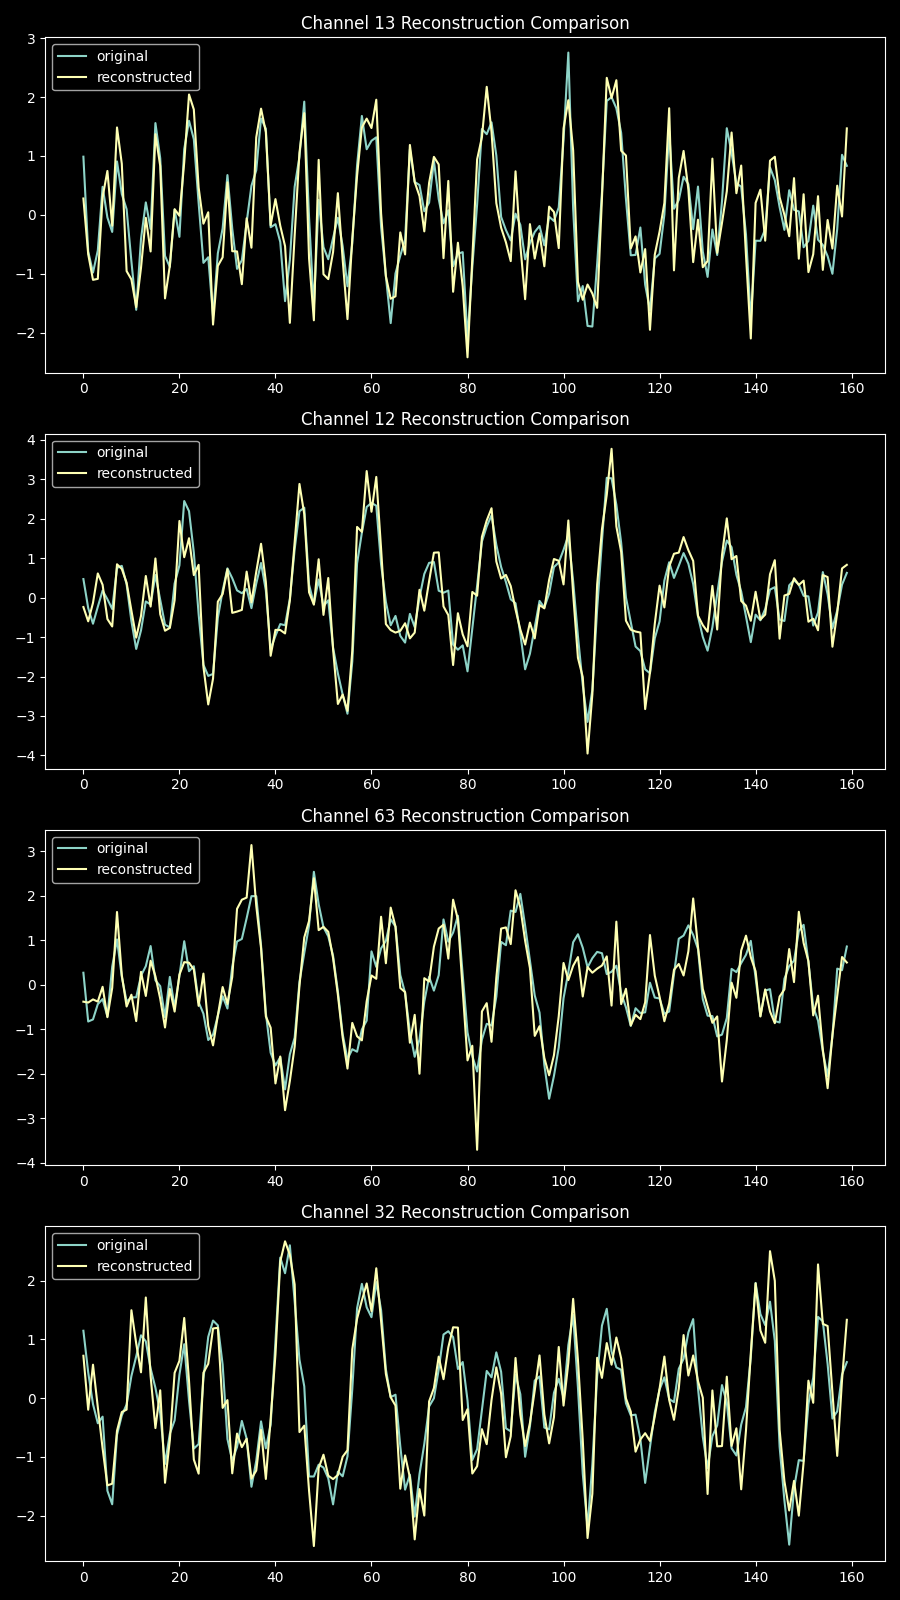 Channel 13 Reconstruction Comparison
original
reconstructed
3
2
1
0
−1
−2
0 20 40 60 80 100 120 140 160
Channel 12 Reconstruction Comparison
original
reconstructed
4
3
2
1
0
−1
−2
−3
−4
0 20 40 60 80 100 120 140 160
Channel 63 Reconstruction Comparison
original
reconstructed
3
2
1
0
−1
−2
−3
−4
0 20 40 60 80 100 120 140 160
Channel 32 Reconstruction Comparison
original
reconstructed
2
1
0
−1
−2
0 20 40 60 80 100 120 140 160